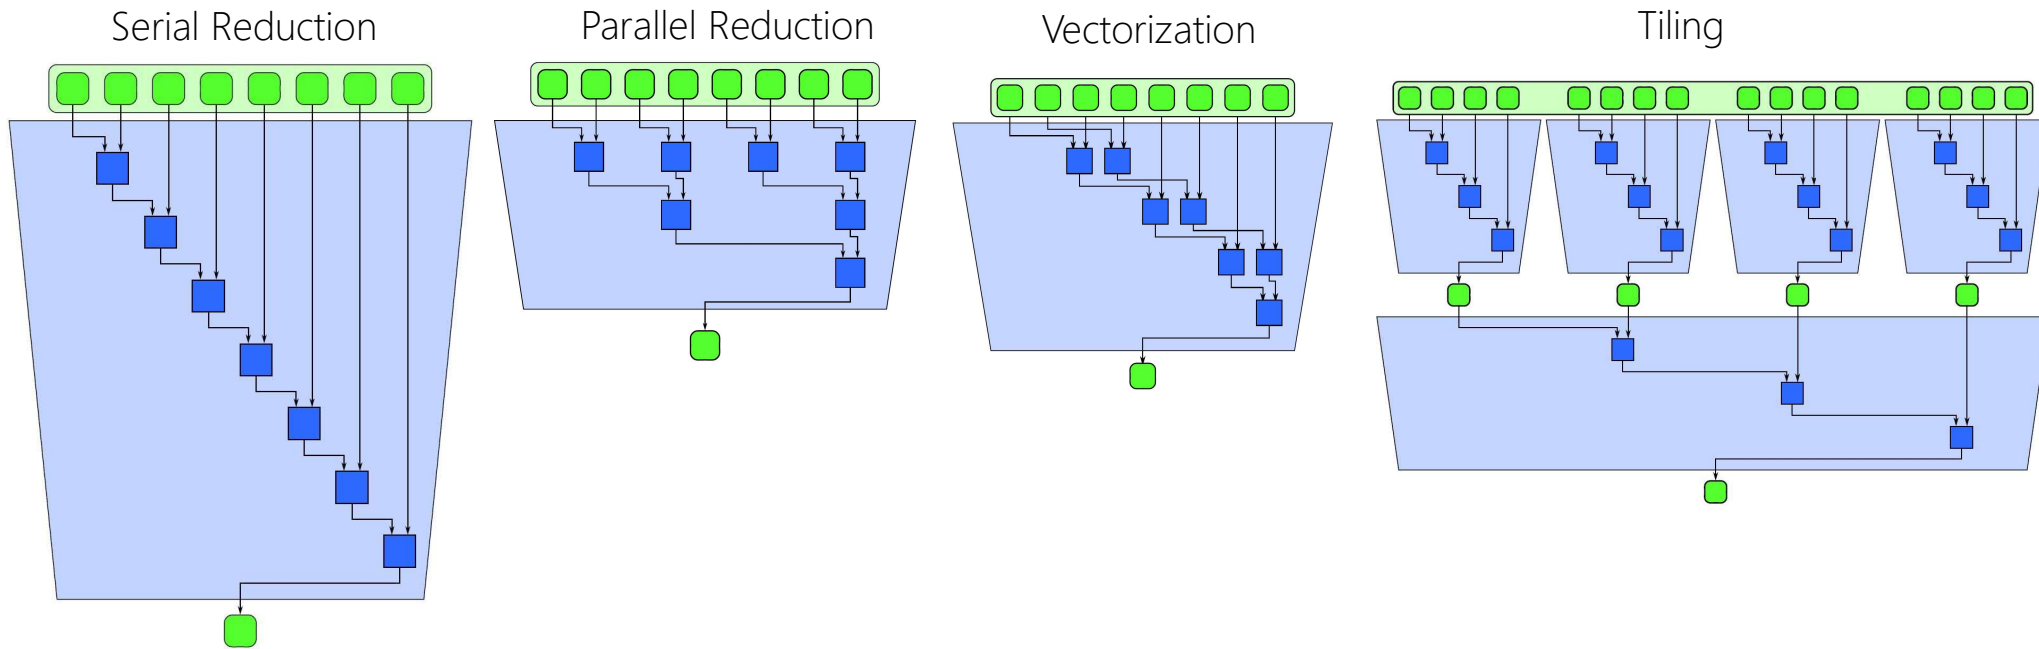 Serial Reduction
Parallel Reduction
Vectorization
Tiling